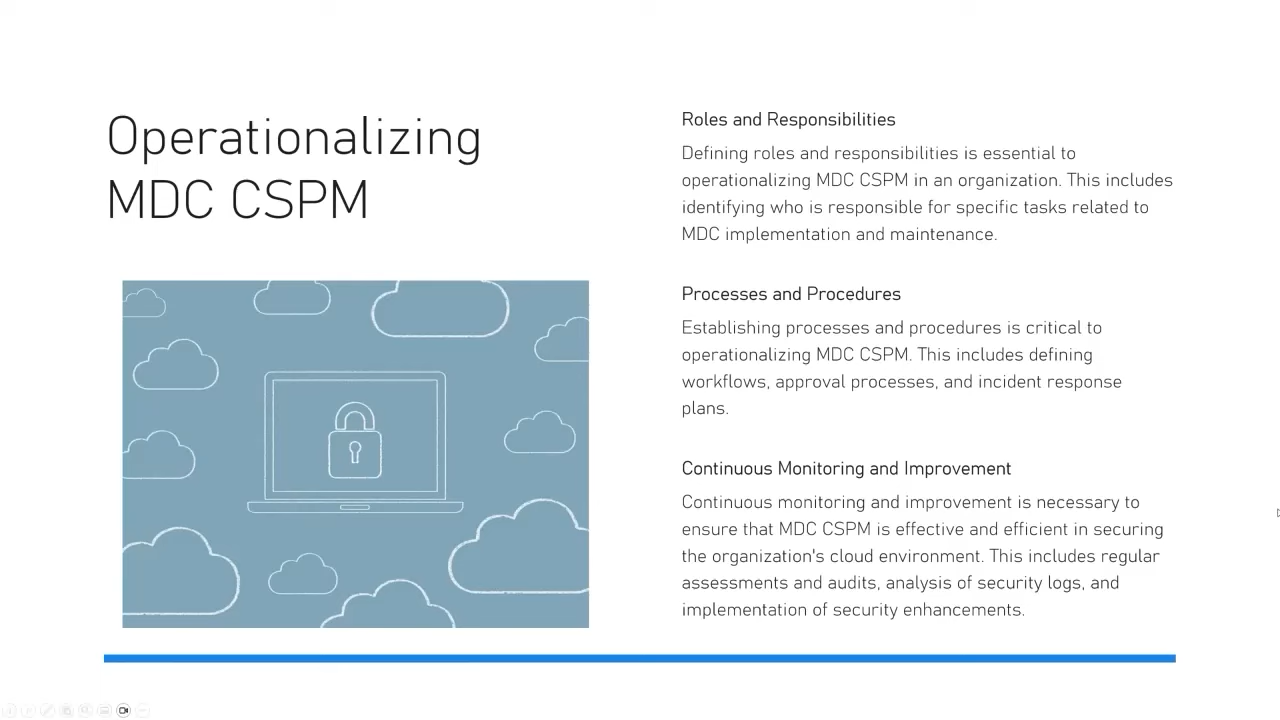 Operationalizing
MDC CSPM
Roles and Responsibilities
Defining roles and responsibilities is essential to
operationalizing MDC CSPM in an organization. This includes
identifying who is responsible for specific tasks related to
MDC implementation and maintenance.
Processes and Procedures
Establishing processes and procedures is critical to
operationalizing MDC CSPM. This includes defining
workflows, approval processes, and incident response
plans.
Continuous Monitoring and Improvement
Continuous monitoring and improvement is necessary to
ensure that MDC CSPM is effective and efficient in securing
the organization's cloud environment. This includes regular
assessments and audits, analysis of security logs, and
implementation of security enhancements.